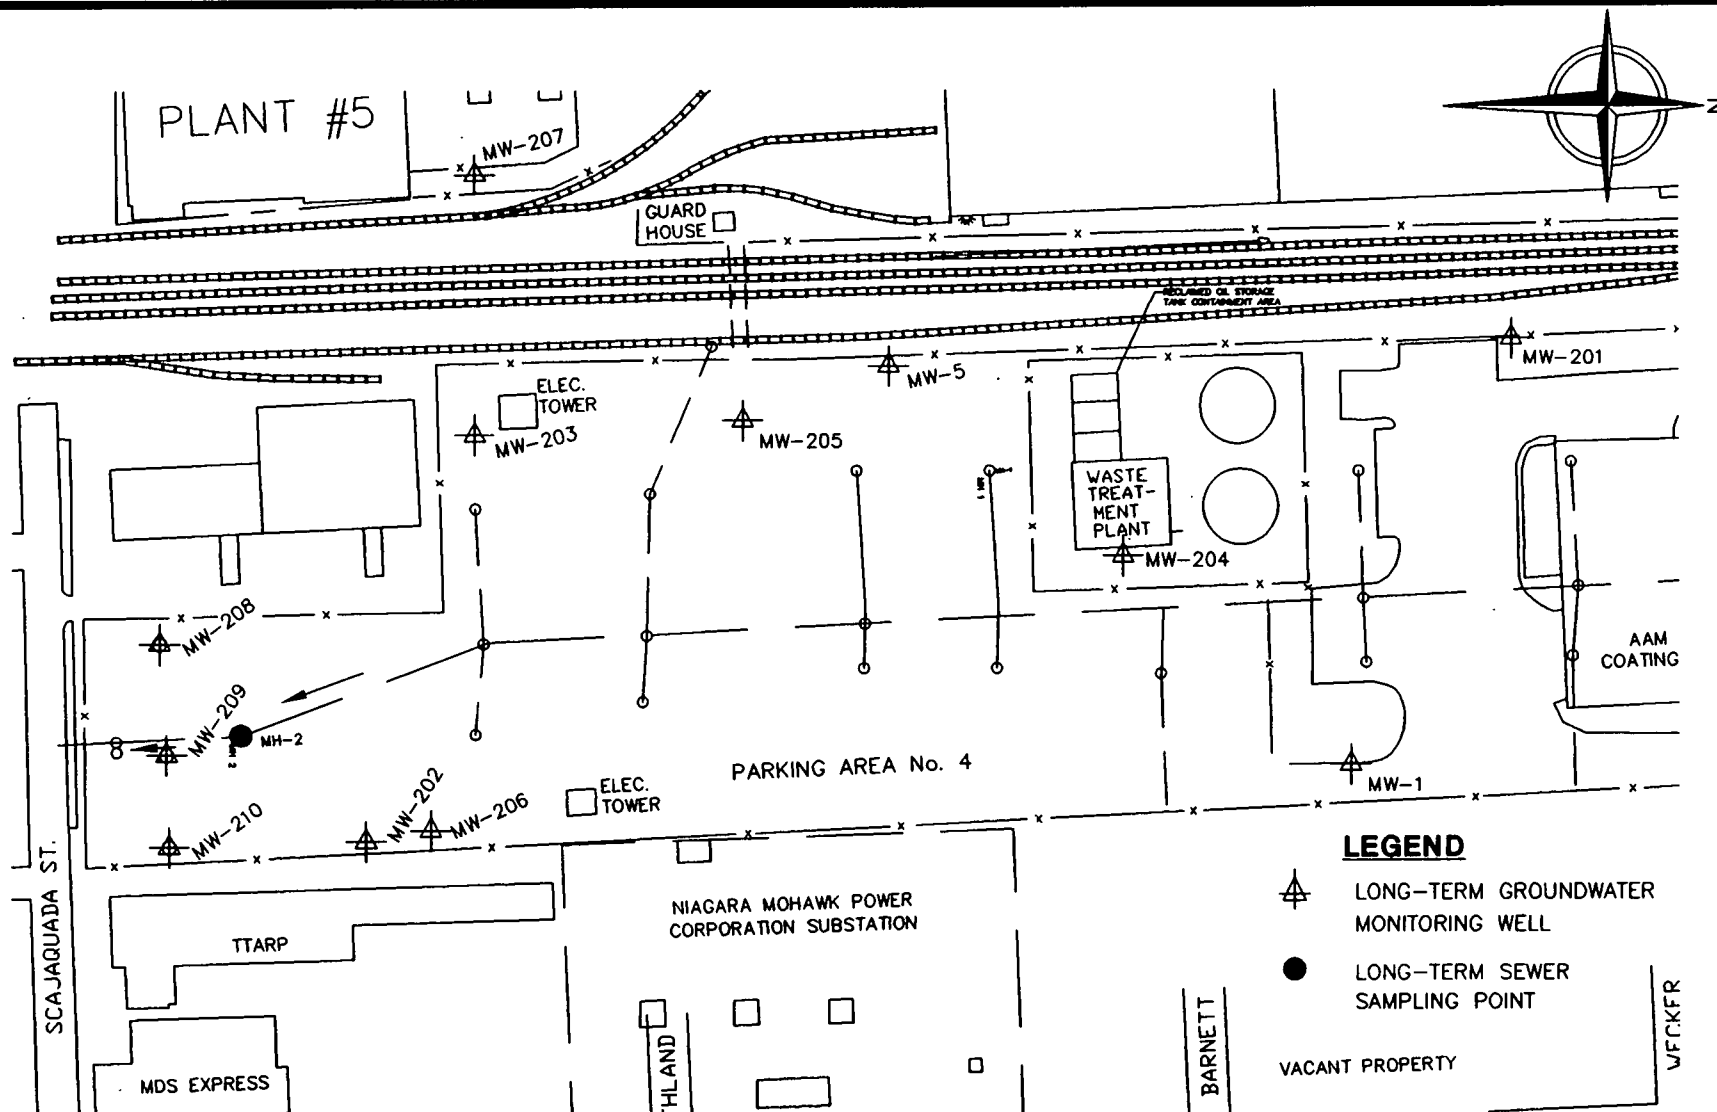 PLANT #5
MW-207
GUARD
HOUSE
RECLAIMED OIL STORAGE
TANK CONTAINMENT AREA
MW-201
MW-5
ELEC.
TOWER
MW-203
MW-205
WASTE
TREAT-
MENT
PLANT
MW-204
MW-208
AAM
COATING
MW-209
MH-2
MH 2
PARKING AREA No. 4
ELEC.
TOWER
MW-1
MW-202
MW-206
MW-210
SCAJAQUADA ST.
LEGEND
LONG-TERM GROUNDWATER
MONITORING WELL
LONG-TERM SEWER
SAMPLING POINT
NIAGARA MOHAWK POWER
CORPORATION SUBSTATION
TTARP
MDS EXPRESS
THLAND
BARNETT
VACANT PROPERTY